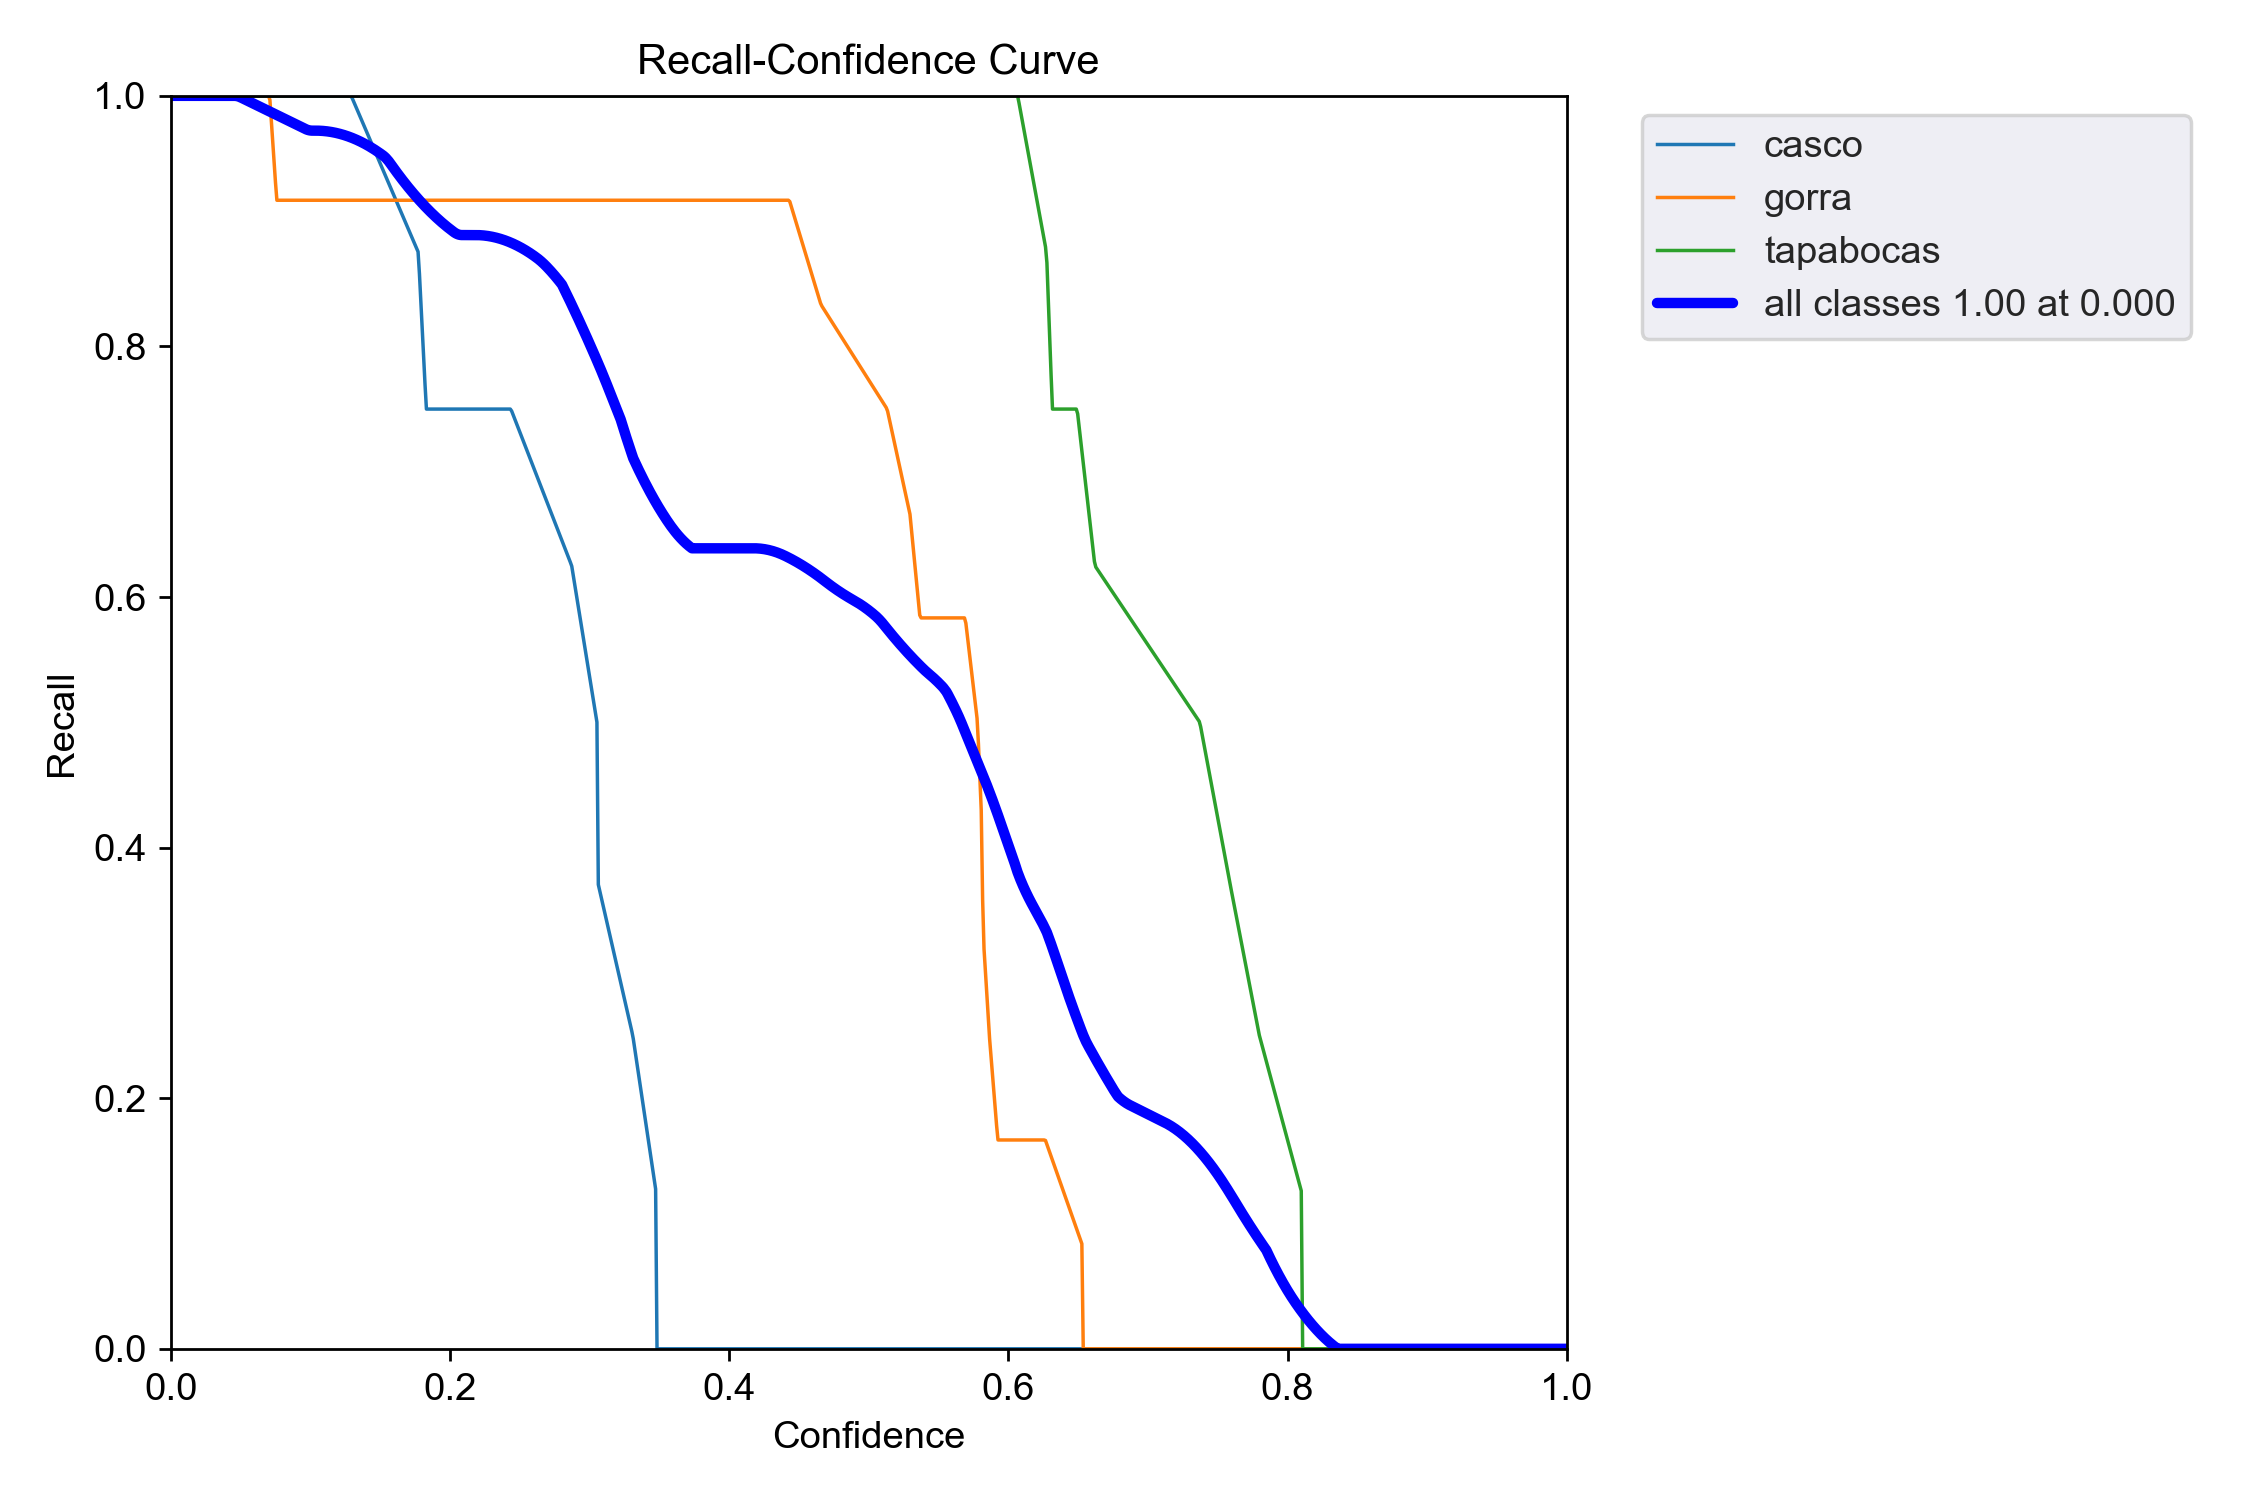 Recall-Confidence Curve
1.0
0.8
0.6
0.4
0.2
0.0
Recall
0.0 0.2 0.4 0.6 0.8 1.0
Confidence
casco
gorra
tapabocas
all classes 1.00 at 0.000